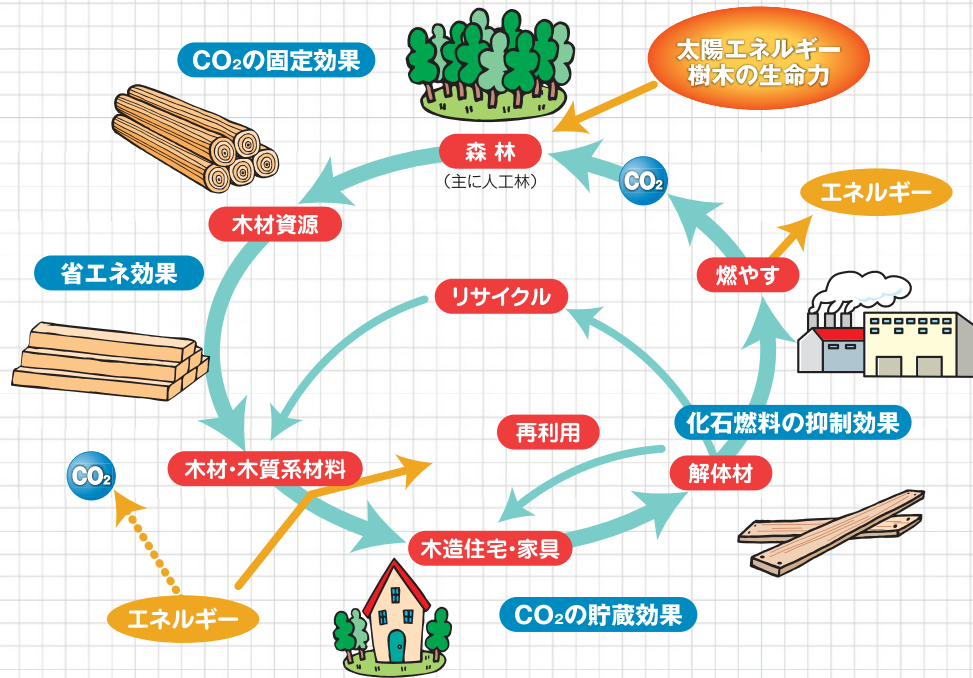 CO₂の固定効果
太陽エネルギー
樹木の生命力
森林
(主に人工林)
CO₂
エネルギー
木材資源
省エネ効果
燃やす
リサイクル
化石燃料の抑制効果
再利用
木材・木質系材料
CO₂
解体材
木造住宅・家具
エネルギー
CO₂の貯蔵効果